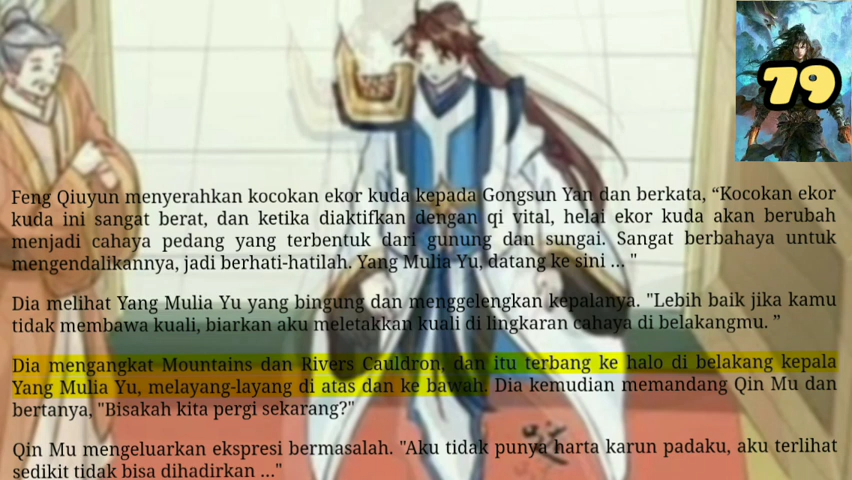 79
Feng Qiuyun menyerahkan kocokan ekor kuda kepada Gongsun Yan dan berkata, “Kocokan ekor
kuda ini sangat berat, dan ketika diaktifkan dengan qi vital, helai ekor kuda akan berubah
menjadi cahaya pedang yang terbentuk dari gunung dan sungai. Sangat berbahaya untuk
mengendalikannya, jadi berhati-hatilah. Yang Mulia Yu, datang ke sini ... "
Dia melihat Yang Mulia Yu yang bingung dan menggelengkan kepalanya. "Lebih baik jika kamu
tidak membawa kuali, biarkan aku meletakkan kuali di lingkaran cahaya di belakangmu. ”
Dia mengangkat Mountains dan Rivers Cauldron, dan itu terbang ke halo di belakang kepala
Yang Mulia Yu, melayang-layang di atas dan ke bawah. Dia kemudian memandang Qin Mu dan
bertanya, "Bisakah kita pergi sekarang?"
Qin Mu mengeluarkan ekspresi bermasalah. "Aku tidak punya harta karun padaku, aku terlihat
sedikit tidak bisa dihadirkan ..."